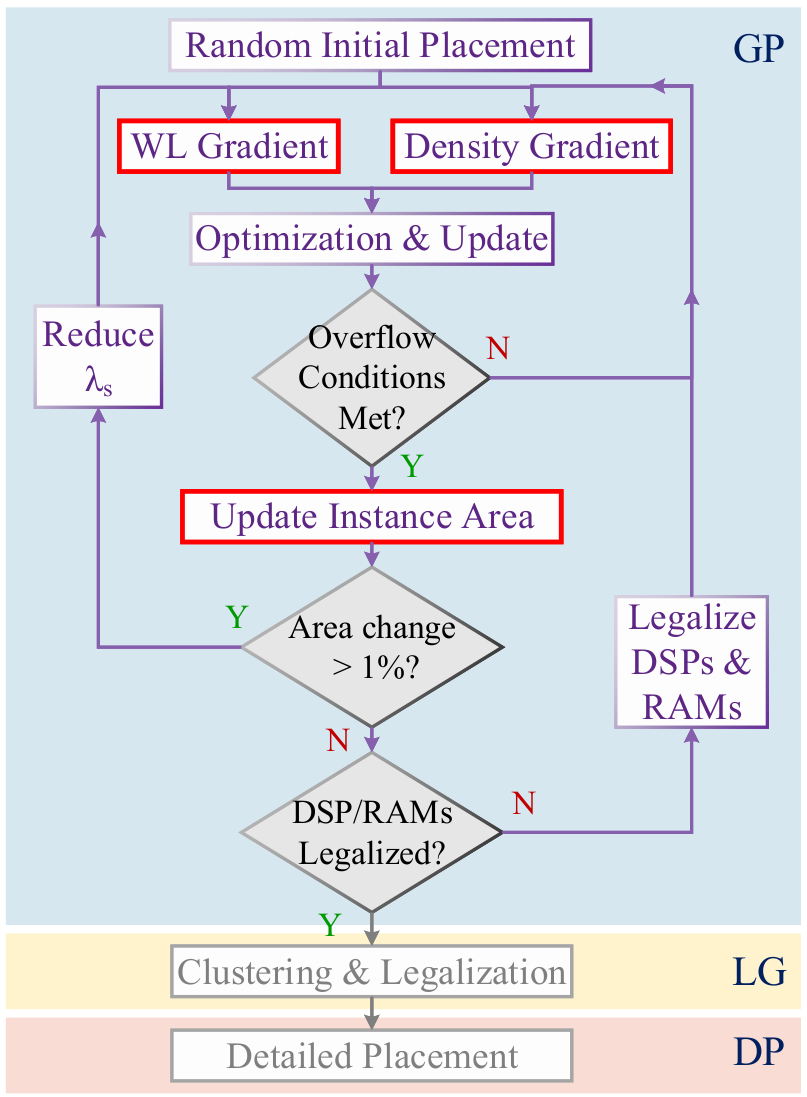 Random Initial Placement
GP
WL Gradient
Density Gradient
Optimization & Update
Reduce
λs
Overflow
Conditions
Met?
N
Y
Update Instance Area
Y
Area change
> 1%?
Legalize
DSPs &
RAMs
N
DSP/RAMs
Legalized?
N
Y
Clustering & Legalization
LG
Detailed Placement
DP